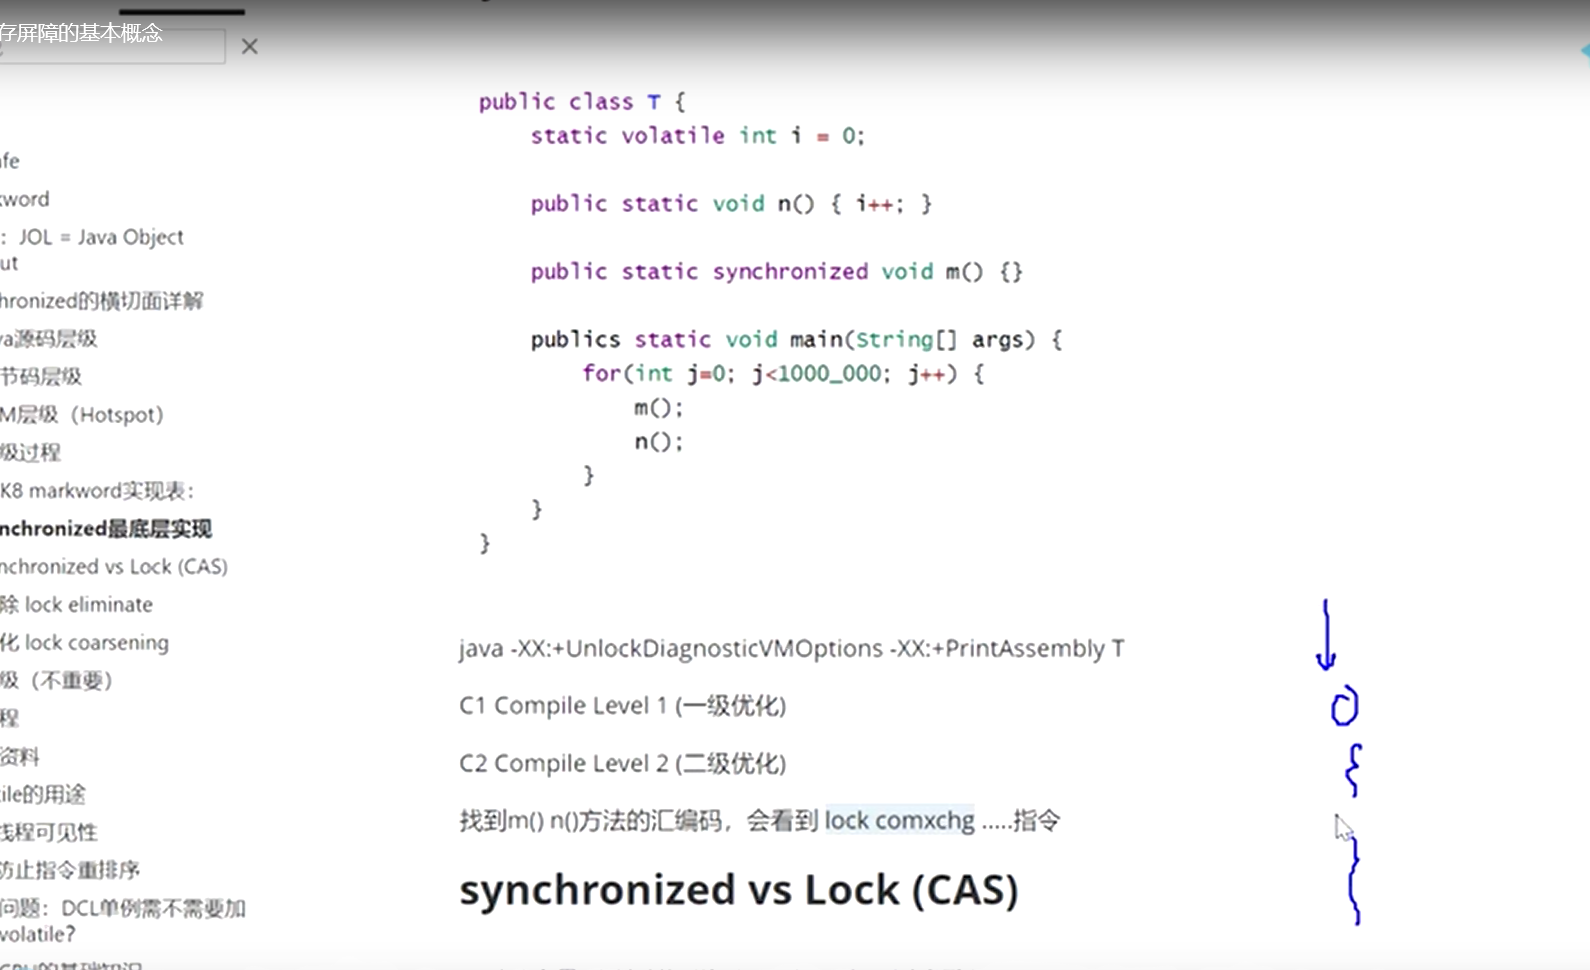 存屏障的基本概念
public class T {
static volatile int i = 0;
public static void n() { i++; }
public static synchronized void m() {}
publics static void main(String[] args) {
for(int j=0; j<1000_000; j++) {
m();
n();
}
}
}
java -XX:+UnlockDiagnosticVMOptions -XX:+PrintAssembly T
C1 Compile Level 1 (一级优化)
C2 Compile Level 2 (二级优化)
找到m() n()方法的汇编码，会看到 lock comxchg .....指令
synchronized vs Lock (CAS)
fe
word
：JOL = Java Object
ut
hronized的横切面详解
va源码层级
节码层级
M层级（Hotspot）
级过程
K8 markword实现表：
nchronized最底层实现
nchronized vs Lock (CAS)
除 lock eliminate
化 lock coarsening
级（不重要）
程
资料
tile的用途
线程可见性
防止指令重排序
问题：DCL单例需不需要加
volatile？